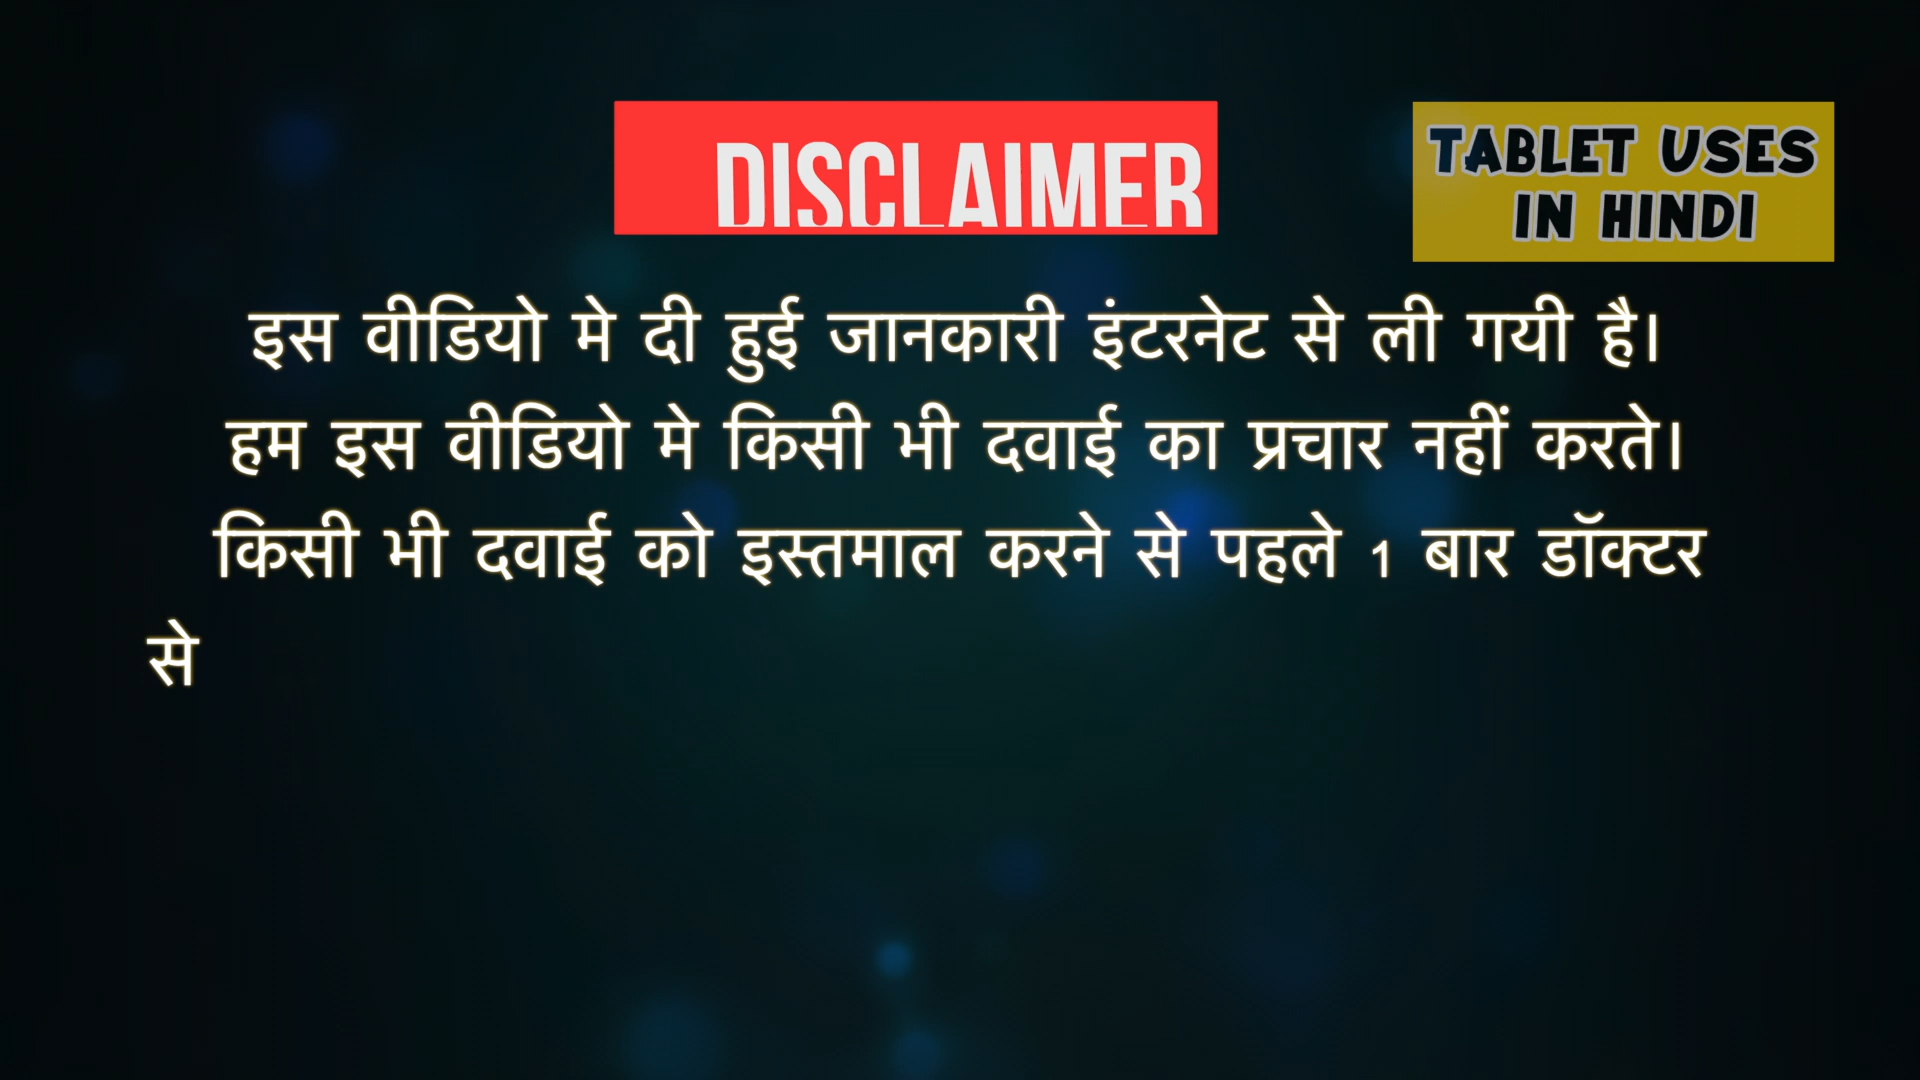 DISCLAIMER
TABLET USES
IN HINDI
इस वीडियो मे दी हुई जानकारी इंटरनेट से ली गयी है।
हम इस वीडियो मे किसी भी दवाई का प्रचार नहीं करते।
किसी भी दवाई को इस्तमाल करने से पहले 1 बार डॉक्टर
से